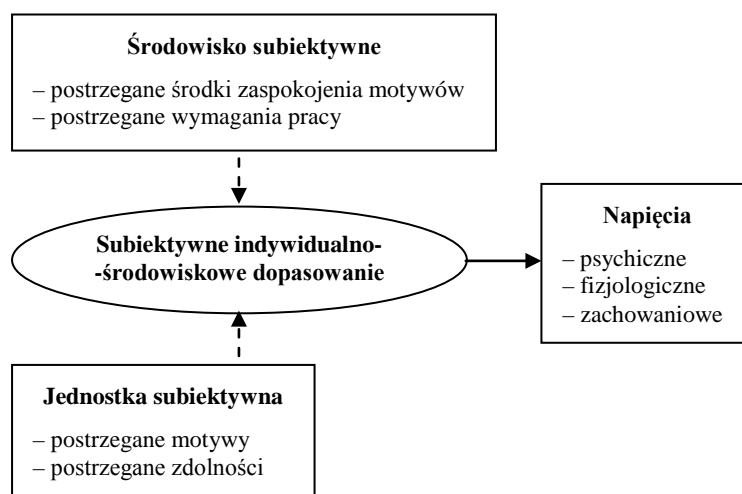 Środowisko subiektywne
– postrzegane środki zaspokojenia motywów
– postrzegane wymagania pracy
Subiektywne indywidualno-
-środowiskowe dopasowanie
Napięcia
– psychiczne
– fizjologiczne
– zachowaniowe
Jednostka subiektywna
– postrzegane motywy
– postrzegane zdolności